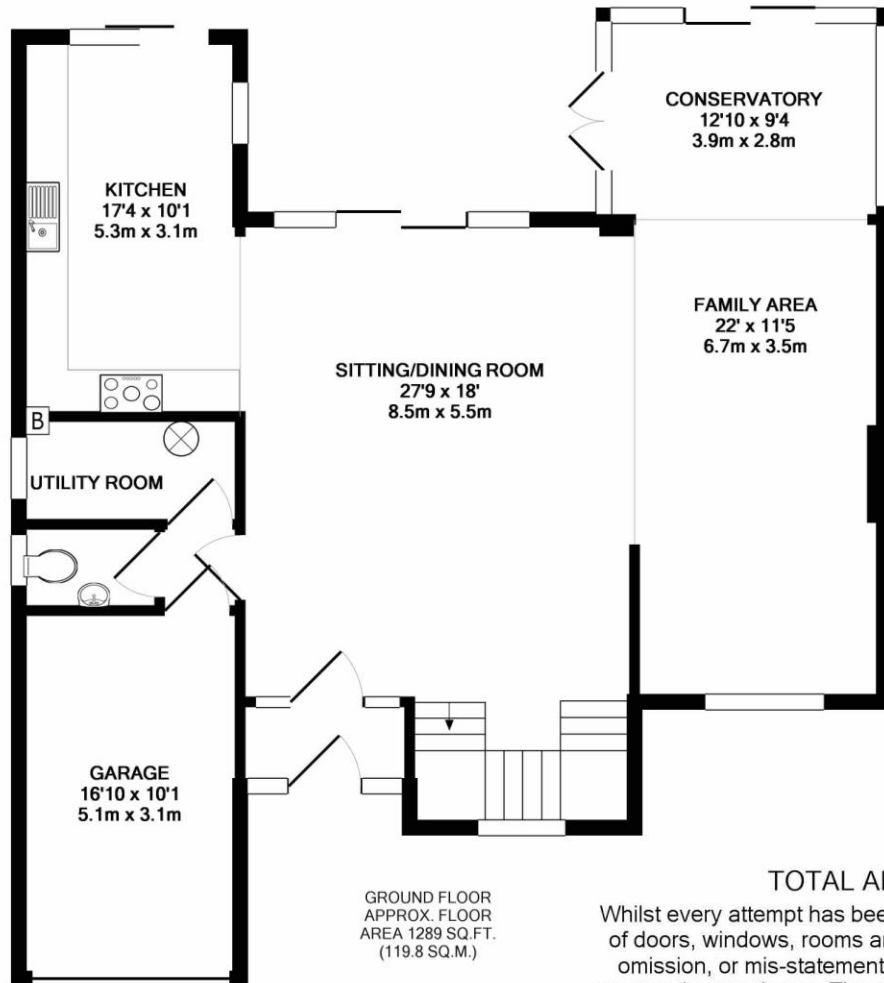 CONSERVATORY
12'10 x 9'4
3.9m x 2.8m
KITCHEN
17'4 x 10'1
5.3m x 3.1m
FAMILY AREA
22' x 11'5
6.7m x 3.5m
SITTING/DINING ROOM
27'9 x 18'
8.5m x 5.5m
B
UTILITY ROOM
GARAGE
16'10 x 10'1
5.1m x 3.1m
GROUND FLOOR
APPROX. FLOOR
AREA 1289 SQ.FT.
(119.8 SQ.M.)
TOTAL
Whilst every attempt has
of doors, windows, rooms
omission, or mis-statement